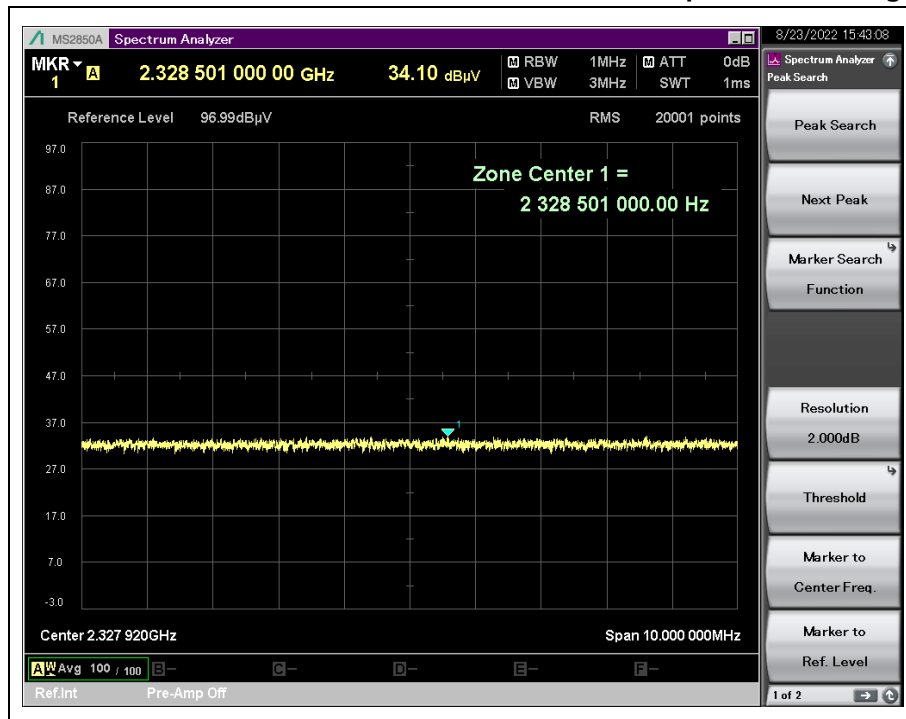 MS2850A Spectrum Analyzer
8/23/2022 15:43:08
MKR 1 A 2.328 501 000 00 GHz 34.10 dBµV
M RBW 1MHz M ATT 0dB
M VBW 3MHz SWT 1ms
Reference Level 96.99dBµV RMS 20001 points
Zone Center 1 =
2 328 501 000.00 Hz
97.0
87.0
77.0
67.0
57.0
47.0
37.0
27.0
17.0
7.0
-3.0
1
Center 2.327 920GHz Span 10.000 000MHz
A W Avg 100 / 100 B- C- D- E- F-
Ref.Int Pre-Amp Off
Spectrum Analyzer
Peak Search
Peak Search
Next Peak
Marker Search
Function
Resolution
2.000dB
Threshold
Marker to
Center Freq.
Marker to
Ref. Level
1 of 2